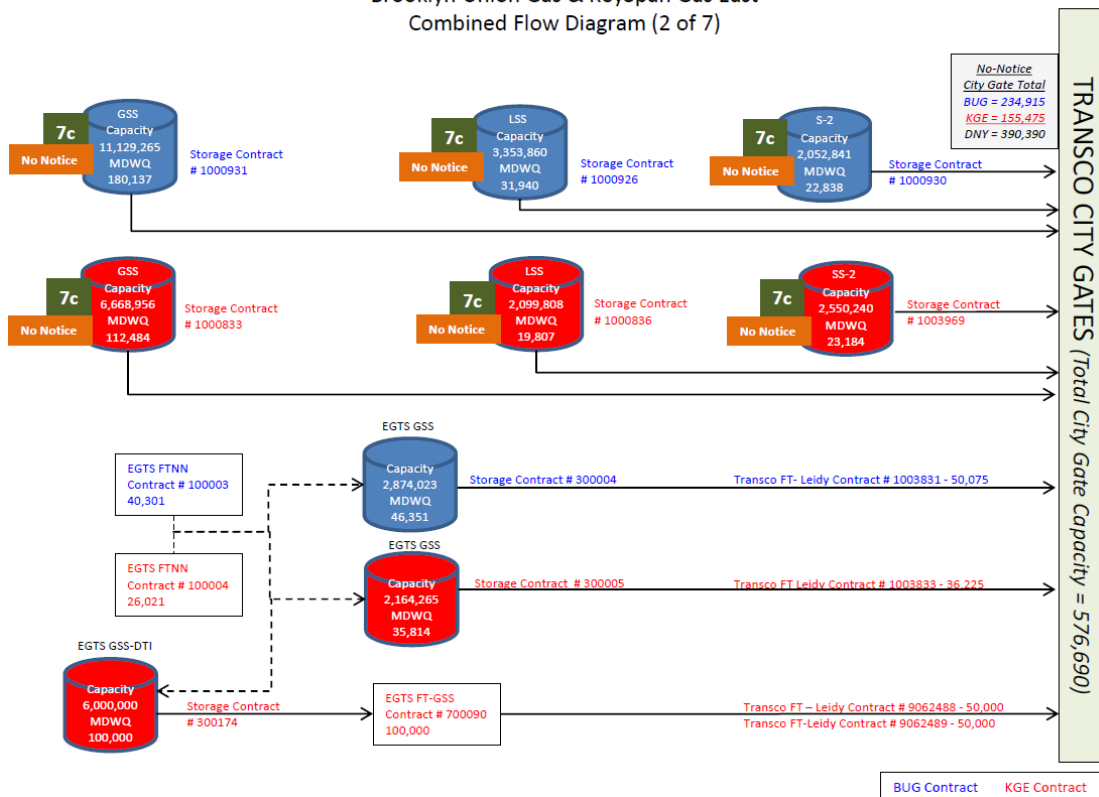 Brooklyn Union Gas & Keyspan Gas East
Combined Flow Diagram (2 of 7)
No-Notice
City Gate Total
BUG = 234,915
KGE = 155,475
DNY = 390,390
GSS
Capacity
11,129,265
MDWQ
180,137
7c
No Notice
Storage Contract
# 1000931
LSS
Capacity
3,353,860
MDWQ
31,940
7c
No Notice
Storage Contract
# 1000926
S-2
Capacity
2,052,841
MDWQ
22,838
7c
No Notice
Storage Contract
# 1000930
GSS
Capacity
6,668,956
MDWQ
112,484
7c
No Notice
Storage Contract
# 1000833
LSS
Capacity
2,099,808
MDWQ
19,807
7c
No Notice
Storage Contract
# 1000836
SS-2
Capacity
2,550,240
MDWQ
23,184
7c
No Notice
Storage Contract
# 1003969
EGTS FTNN
Contract # 100003
40,301
EGTS GSS
Capacity
2,874,023
MDWQ
46,351
Storage Contract # 300004
Transco FT- Leidy Contract # 1003831 - 50,075
EGTS FTNN
Contract # 100004
26,021
EGTS GSS
Capacity
2,164,265
MDWQ
35,814
Storage Contract # 300005
Transco FT Leidy Contract # 1003833 - 36,225
EGTS GSS-DTI
Capacity
6,000,000
MDWQ
100,000
Storage Contract
# 300174
EGTS FT-GSS
Contract # 700090
100,000
Transco FT – Leidy Contract # 9062488 - 50,000
Transco FT-Leidy Contract # 9062489 - 50,000
TRANSCO CITY GATES (Total City Gate Capacity = 576,690)
BUG Contract KGE Contract